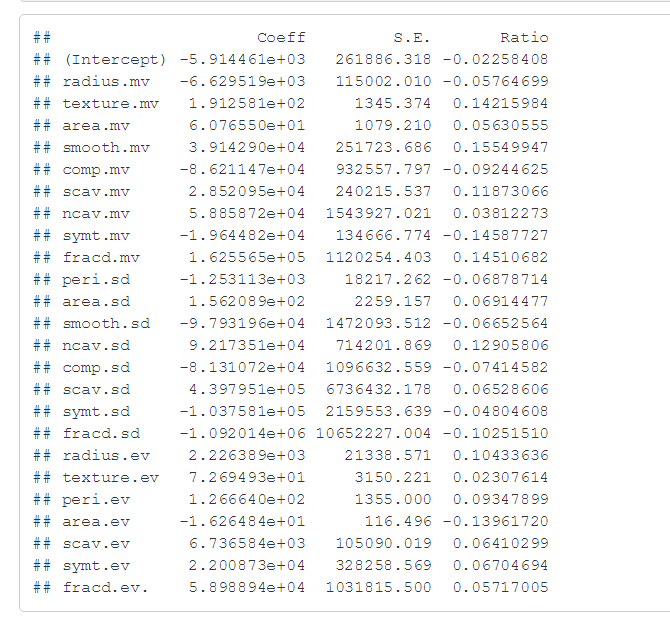 ##                    Coeff         S.E.       Ratio
## (Intercept) -5.914461e+03   261886.318 -0.02258408
## radius.mv   -6.629519e+03   115002.010 -0.05764699
## texture.mv   1.912581e+02     1345.374  0.14215984
## area.mv      6.076550e+01     1079.210  0.05630555
## smooth.mv    3.914290e+04   251723.686  0.15549947
## comp.mv     -8.621147e+04   932557.797 -0.09244625
## scav.mv      2.852095e+04   240215.537  0.11873066
## ncav.mv      5.885872e+04  1543927.021  0.03812273
## symt.mv     -1.964482e+04   134666.774 -0.14587727
## fracd.mv     1.625565e+05  1120254.403  0.14510682
## peri.sd     -1.253113e+03    18217.262 -0.06878714
## area.sd      1.562089e+02     2259.157  0.06914477
## smooth.sd   -9.793196e+04  1472093.512 -0.06652564
## ncav.sd      9.217351e+04   714201.869  0.12905806
## comp.sd     -8.131072e+04  1096632.559 -0.07414582
## scav.sd      4.397951e+05  6736432.178  0.06528606
## symt.sd     -1.037581e+05  2159553.639 -0.04804608
## fracd.sd    -1.092014e+06 10652227.004 -0.10251510
## radius.ev    2.226389e+03    21338.571  0.10433636
## texture.ev   7.269493e+01     3150.221  0.02307614
## peri.ev      1.266640e+02     1355.000  0.09347899
## area.ev     -1.626484e+01      116.496 -0.13961720
## scav.ev      6.736584e+03   105090.019  0.06410299
## symt.ev      2.200873e+04   328258.569  0.06704694
## fracd.ev.    5.898894e+04  1031815.500  0.05717005